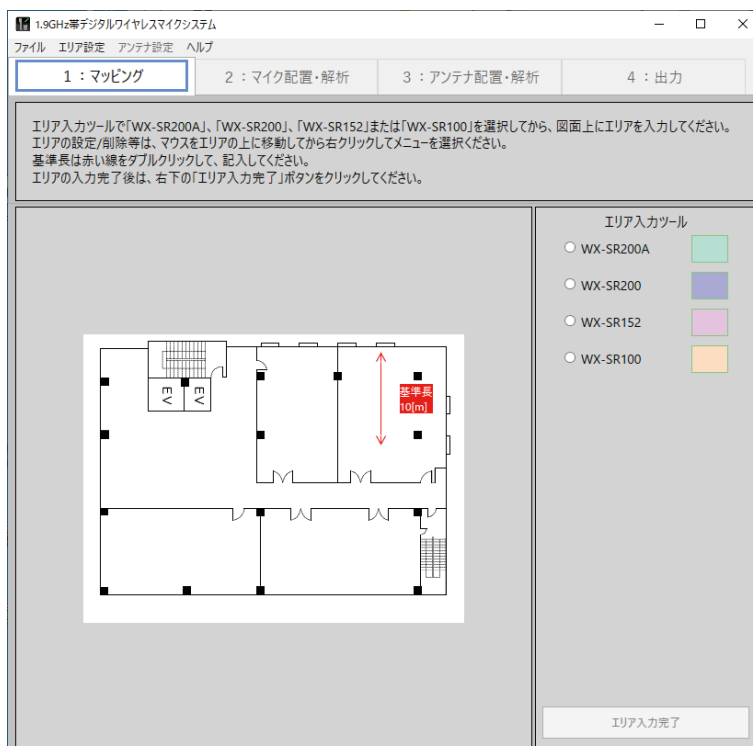 1.9GHz帯デジタルワイヤレスマイクシステム
ファイル エリア設定 アンテナ設定 ヘルプ
1：マッピング 2：マイク配置・解析 3：アンテナ配置・解析 4：出力
エリア入力ツールで「WX-SR200A」、「WX-SR200」、「WX-SR152」または「WX-SR100」を選択してから、図面上にエリアを入力してください。
エリアの設定/削除等は、マウスをエリアの上に移動してから右クリックしてメニューを選択ください。
基準長は赤い線をダブルクリックして、記入してください。
エリアの入力完了後は、右下の「エリア入力完了」ボタンをクリックしてください。
エリア入力ツール
WX-SR200A
WX-SR200
WX-SR152
WX-SR100
EV EV
基準長
10[m]
エリア入力完了